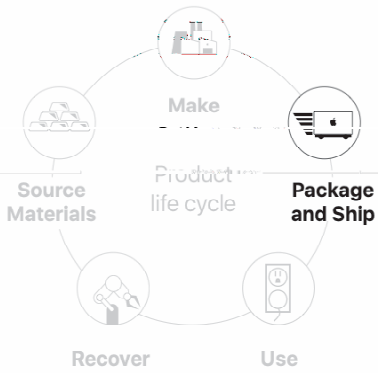 Make
Product
life cycle
Source
Materials
Package
and Ship
Recover
Use